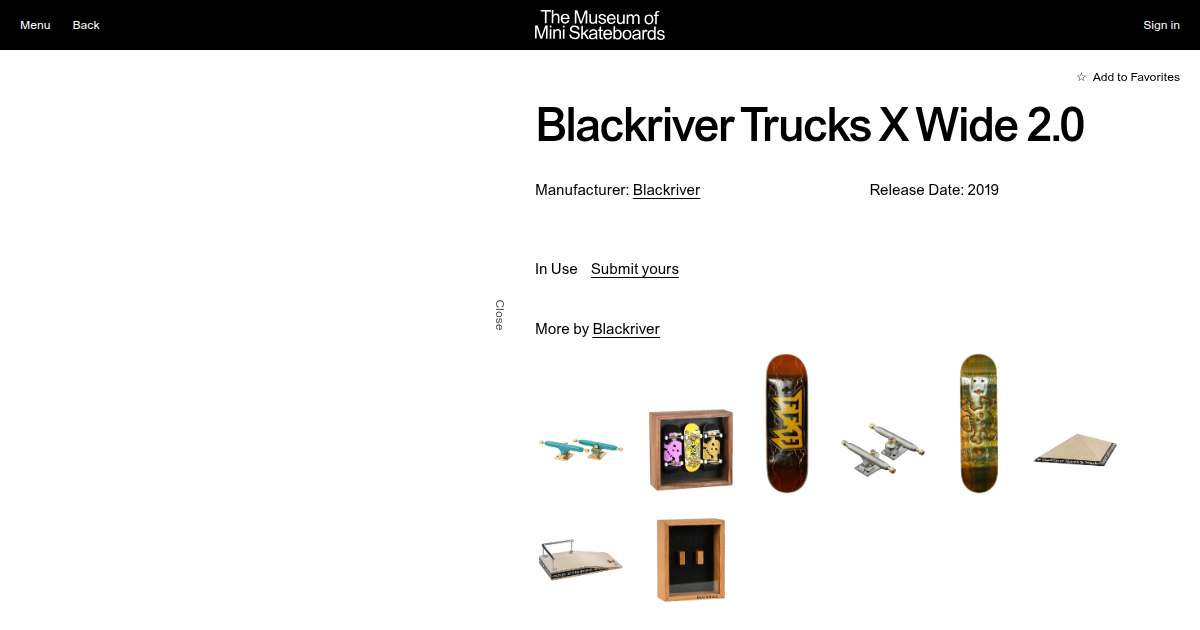 Menu
Back
The Museum of
Mini Skateboards
Sign in
☆ Add to Favorites
Blackriver Trucks X Wide 2.0
Manufacturer: Blackriver
Release Date: 2019
In Use
Submit yours
Close
More by Blackriver